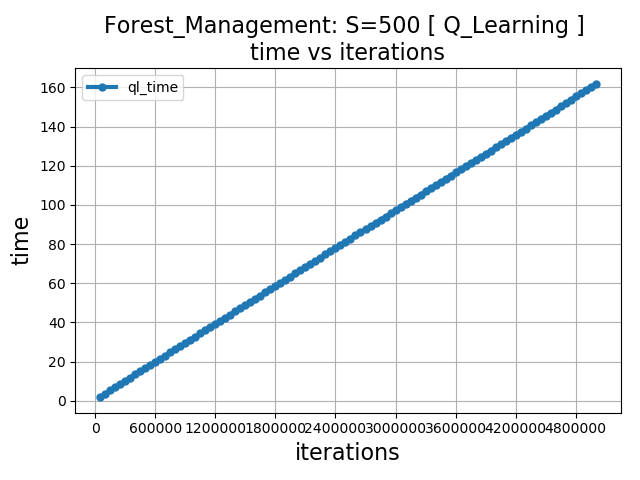 Forest_Management: S=500 [ Q_Learning ]
time vs iterations
ql_time
160
140
120
100
80
60
40
20
0
time
0 600000 1200000 1800000 2400000 3000000 3600000 4200000 4800000
iterations